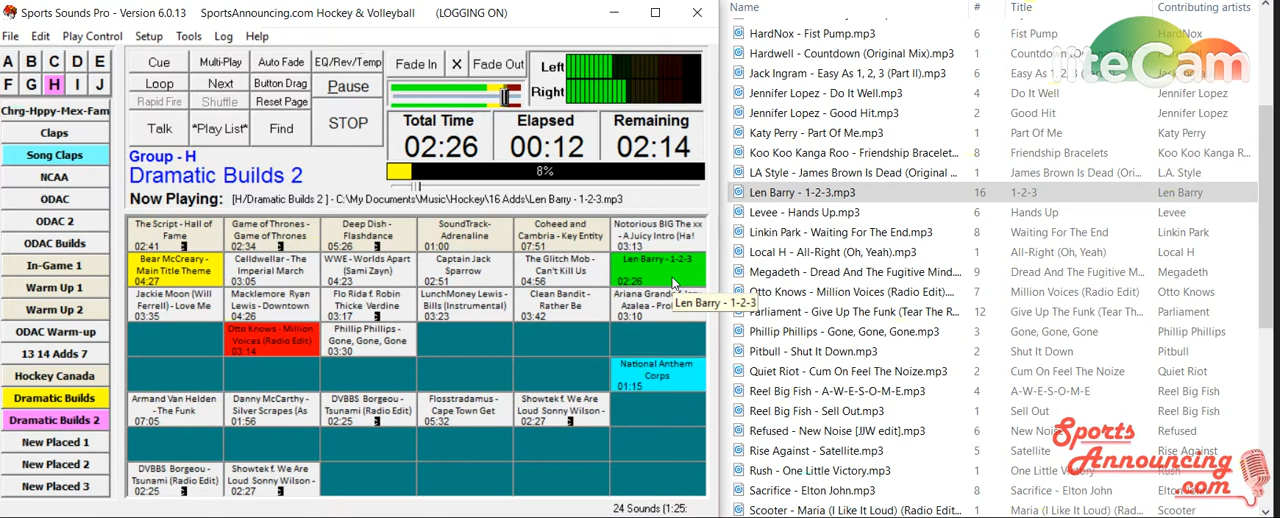 Sports Sounds Pro - Version 6.0.13 SportsAnnouncing.com Hockey & Volleyball (LOGGING ON)
File Edit Play Control Setup Tools Log Help
A B C D E
F G H I J
Chrg-Hppy-Mex-Fam
Claps
Song Claps
NCAA
ODAC
ODAC 2
ODAC Builds
In-Game 1
Warm Up 1
Warm Up 2
ODAC Warm-up
13 14 Adds 7
Hockey Canada
Dramatic Builds
Dramatic Builds 2
New Placed 1
New Placed 2
New Placed 3
Cue Multi-Play Auto Fade EQ/Rev/Temp
Loop Next Button Drag Pause
Rapid Fire Shuffle Reset Page
Talk *Play List* Find STOP
Fade In X Fade Out
Left
Right
Total Time Elapsed Remaining
02:26 00:12 02:14
8%
Group - H
Dramatic Builds 2
Now Playing: [H/Dramatic Builds 2 ] - C:\My Documents\Music\Hockey\16 Adds\Len Barry - 1-2-3.mp3
The Script - Hall of Fame 02:41
Game of Thrones - Game of Thrones 02:34
Deep Dish - Flashdance 05:26
SoundTrack- Adrenaline 01:00
Coheed and Cambria - Key Entity 07:51
Notorious BIG The xx - A Juicy Intro (Ha! 03:13
Bear McCreary - Main Title Theme 04:27
Celldwellar - The Imperial March 03:05
WWE - Worlds Apart (Sami Zayn) 03:21
Captain Jack Sparrow 02:51
The Glitch Mob - Can't Kill Us 04:56
Len Barry - 1-2-3 02:26
Len Barry - 1-2-3
Jackie Moon (Will Ferrell) - Love Me 03:35
Macklemore Ryan Lewis - Downtown 04:26
Flo Rida f. Robin Thicke Verdine 03:17
LunchMoney Lewis - Bills (Instrumental) 03:23
Clean Bandit - Rather Be 03:42
Ariana Grande Azalea - 03:10
Otto Knows - Million Voices (Radio Edit) 03:14
Phillip Phillips - Gone, Gone, Gone 03:30
National Anthem Corps 01:15
Armand Van Helden - The Funk 07:05
Danny McCarthy - Silver Scrapes (As 01:56
DVBBS Borgeou - Tsunami (Radio Edit) 02:25
Flosstradamus - Cape Town Get 05:32
Showtek f. We Are Loud Sonny Wilson - 02:27
DVBBS Borgeou - Tsunami (Radio Edit) 02:25
Showtek f. We Are Loud Sonny Wilson - 02:27
24 Sounds (1:25:
Name # Title Contributing artists
HardNox - Fist Pump.mp3 6 Fist Pump HardNox
Hardwell - Countdown (Original Mix).mp3 5 Countdown
Jack Ingram - Easy As 1, 2, 3 (Part II).mp3 6 Easy As 1, 2, 3
Jennifer Lopez - Do It Well.mp3 4 Do It Well Jennifer Lopez
Jennifer Lopez - Good Hit.mp3 2 Good Hit Jennifer Lopez
Katy Perry - Part Of Me.mp3 6 Part Of Me Katy Perry
Koo Koo Kanga Roo - Friendship Bracelet... 8 Friendship Bracelets Koo Koo Kanga
LA Style - James Brown Is Dead (Original... 1 James Brown Is Dead L.A. Style
Len Barry - 1-2-3.mp3 16 1-2-3 Len Barry
Levee - Hands Up.mp3 6 Hands Up Levee
Linkin Park - Waiting For The End.mp3 8 Waiting For The End Linkin Park
Local H - All-Right (Oh, Yeah).mp3 1 All-Right (Oh, Yeah) Local H
Megadeth - Dread And The Fugitive Mind... 9 Dread And The Fugitive M... Megadeth
Otto Knows - Million Voices (Radio Edit)... 7 Million Voices Otto Knows
Parliament - Give Up The Funk (Tear The R... 12 Give Up The Funk (Tear ... Parliament
Phillip Phillips - Gone, Gone, Gone.mp3 3 Gone, Gone, Gone Phillip Phillips
Pitbull - Shut It Down.mp3 2 Shut It Down Pitbull
Quiet Riot - Cum On Feel The Noize.mp3 7 Cum On Feel The Noize Quiet Riot
Reel Big Fish - A-W-E-S-O-M-E.mp3 4 A-W-E-S-O-M-E Reel Big Fish
Reel Big Fish - Sell Out.mp3 1 Sell Out Reel Big Fish
Refused - New Noise [JJW edit].mp3 6 New Noise Refused
Rise Against - Satellite.mp3 6 Satellite Rise Against
Rush - One Little Victory.mp3 1 One Little Victory Rush
Sacrifice - Elton John.mp3 8 Sacrifice - Elton John Elton John
Scooter - Maria (I Like It Loud) (Radio Edi... 4 Maria (I Like It Loud) Scooter
liteCam
Sports
Announcing
.com